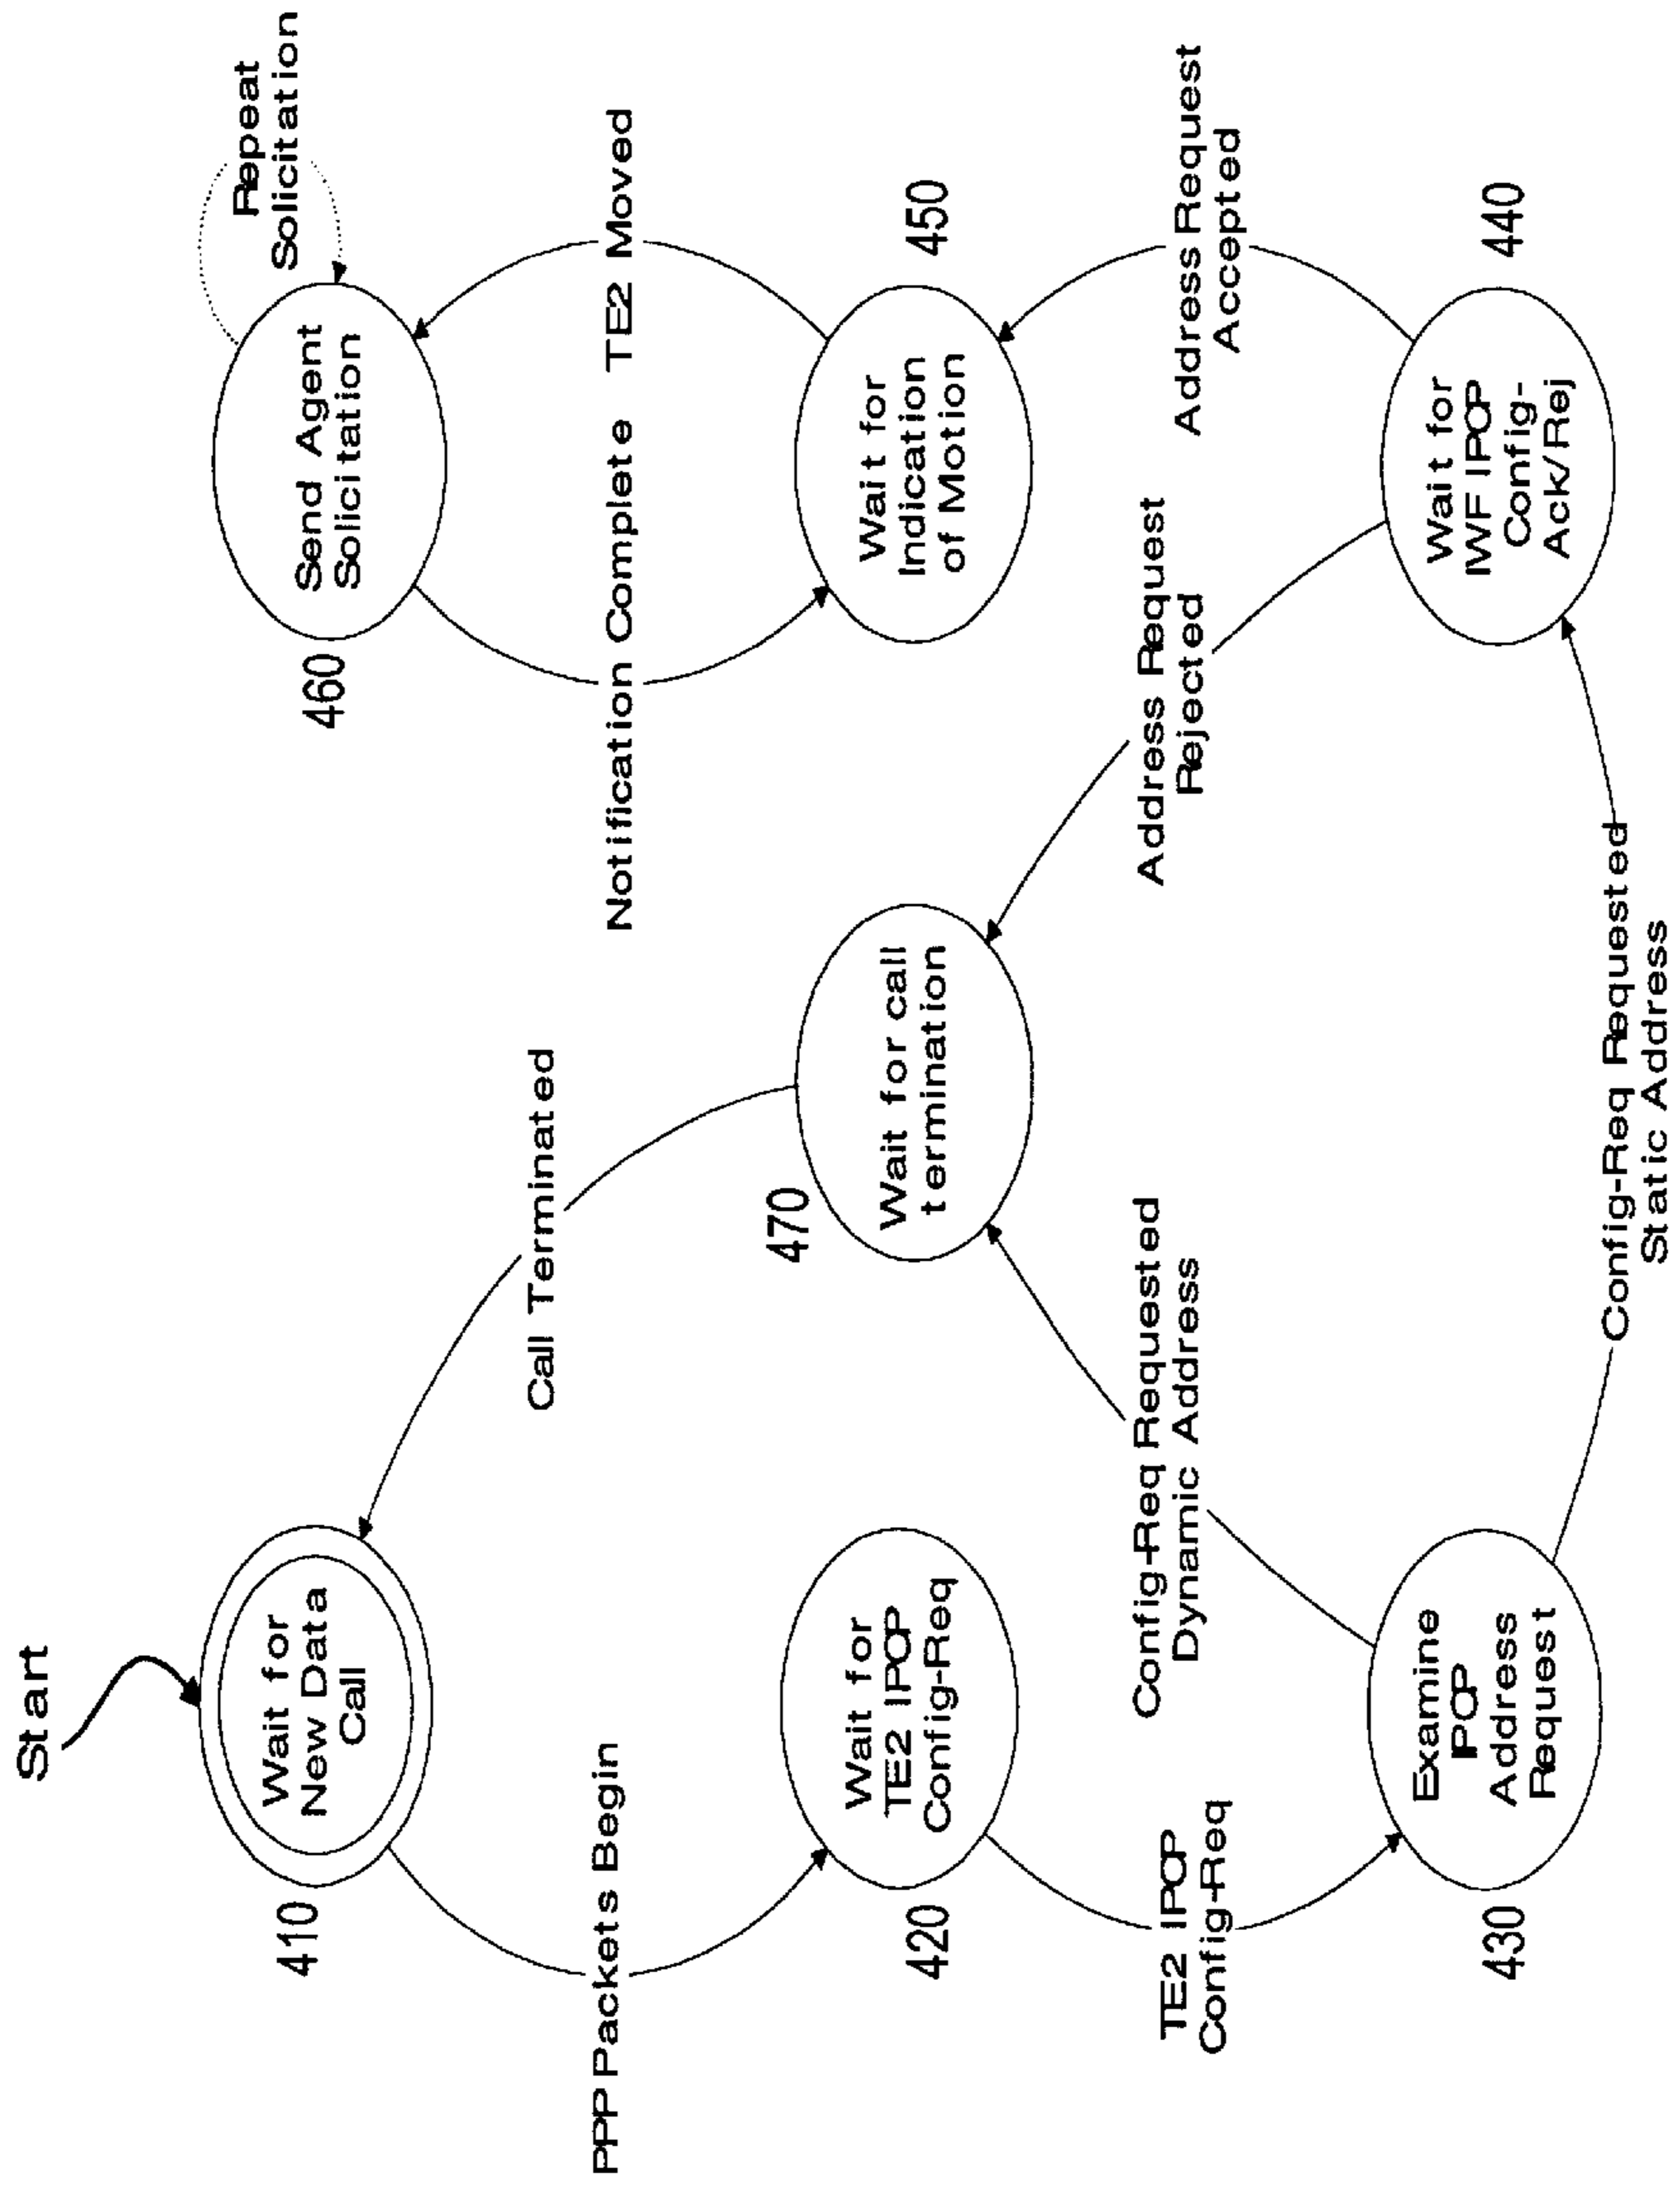 Start
410
Wait for
New Data
Call
460
Send Agent
Solicitation
Repeat
Solicitation
PPP Packets Begin
Call Terminated
Notification Complete
TE2 Moved
420
Wait for
TE2 IPCP
Config-Req
470
Wait for call
termination
Wait for
Indication
of Motion
450
TE2 IPCP
Config-Req
Config-Req Requested
Dynamic Address
Address Request
Rejected
Address Request
Accepted
430
Examine
IPCP
Address
Request
Wait for
IWF IPCP
Config-
Ack/Rej
440
Config-Req Requested
Static Address